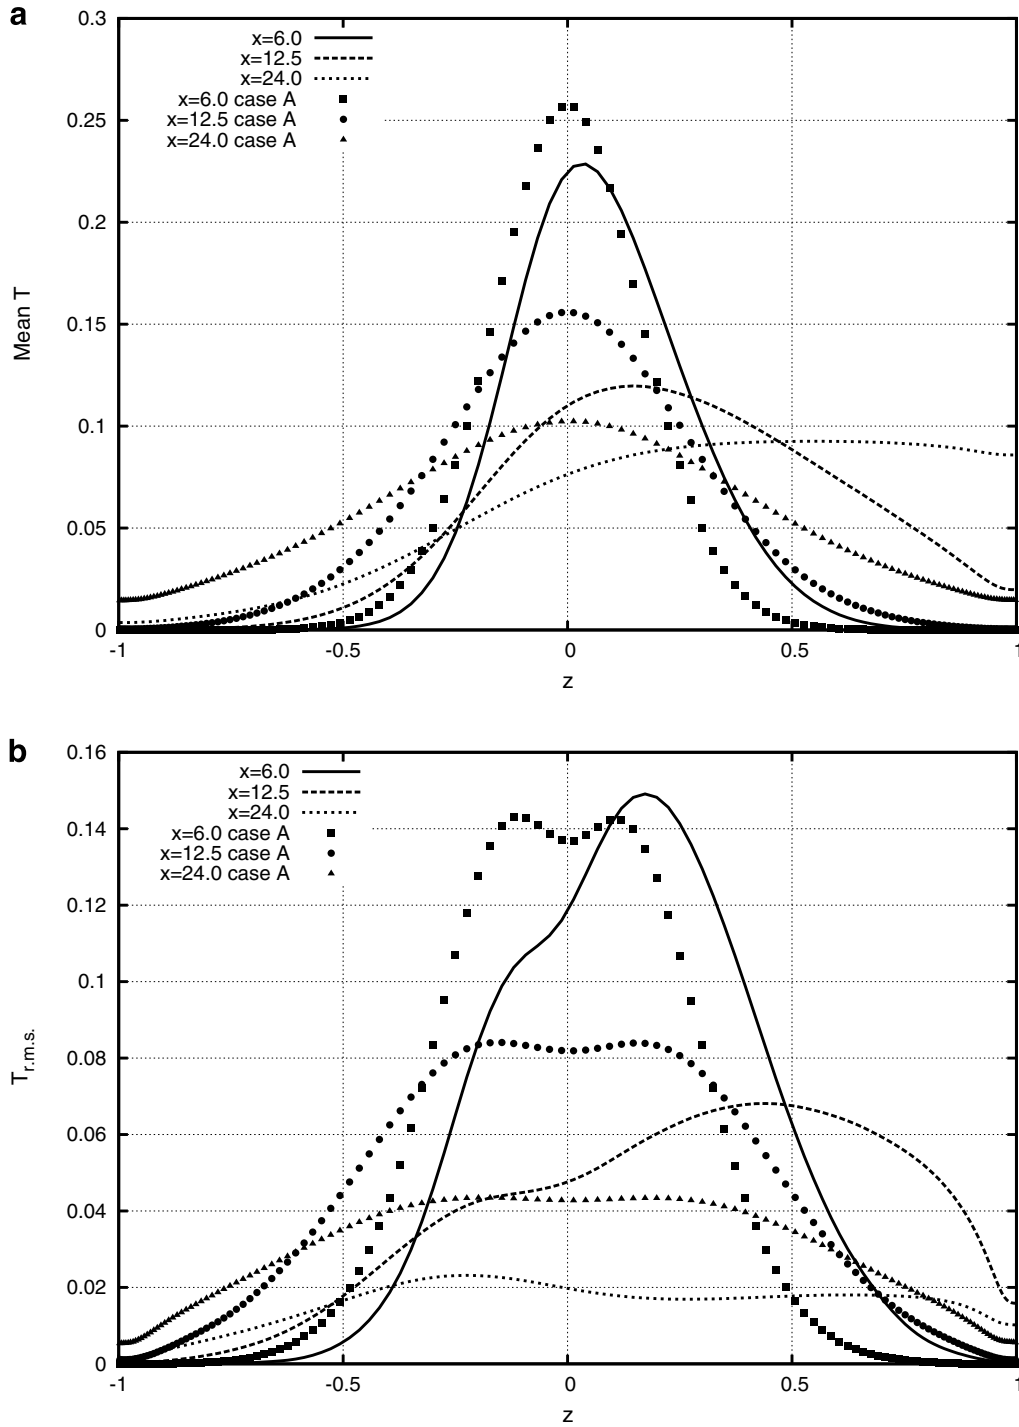 a
0.3
0.25
0.2
0.15
0.1
0.05
0
Mean T
x=6.0
x=12.5
x=24.0
x=6.0 case A
x=12.5 case A
x=24.0 case A
-1 -0.5 0 0.5 1
z
b
0.16
0.14
0.12
0.1
0.08
0.06
0.04
0.02
0
T r.m.s.
x=6.0
x=12.5
x=24.0
x=6.0 case A
x=12.5 case A
x=24.0 case A
-1 -0.5 0 0.5 1
z